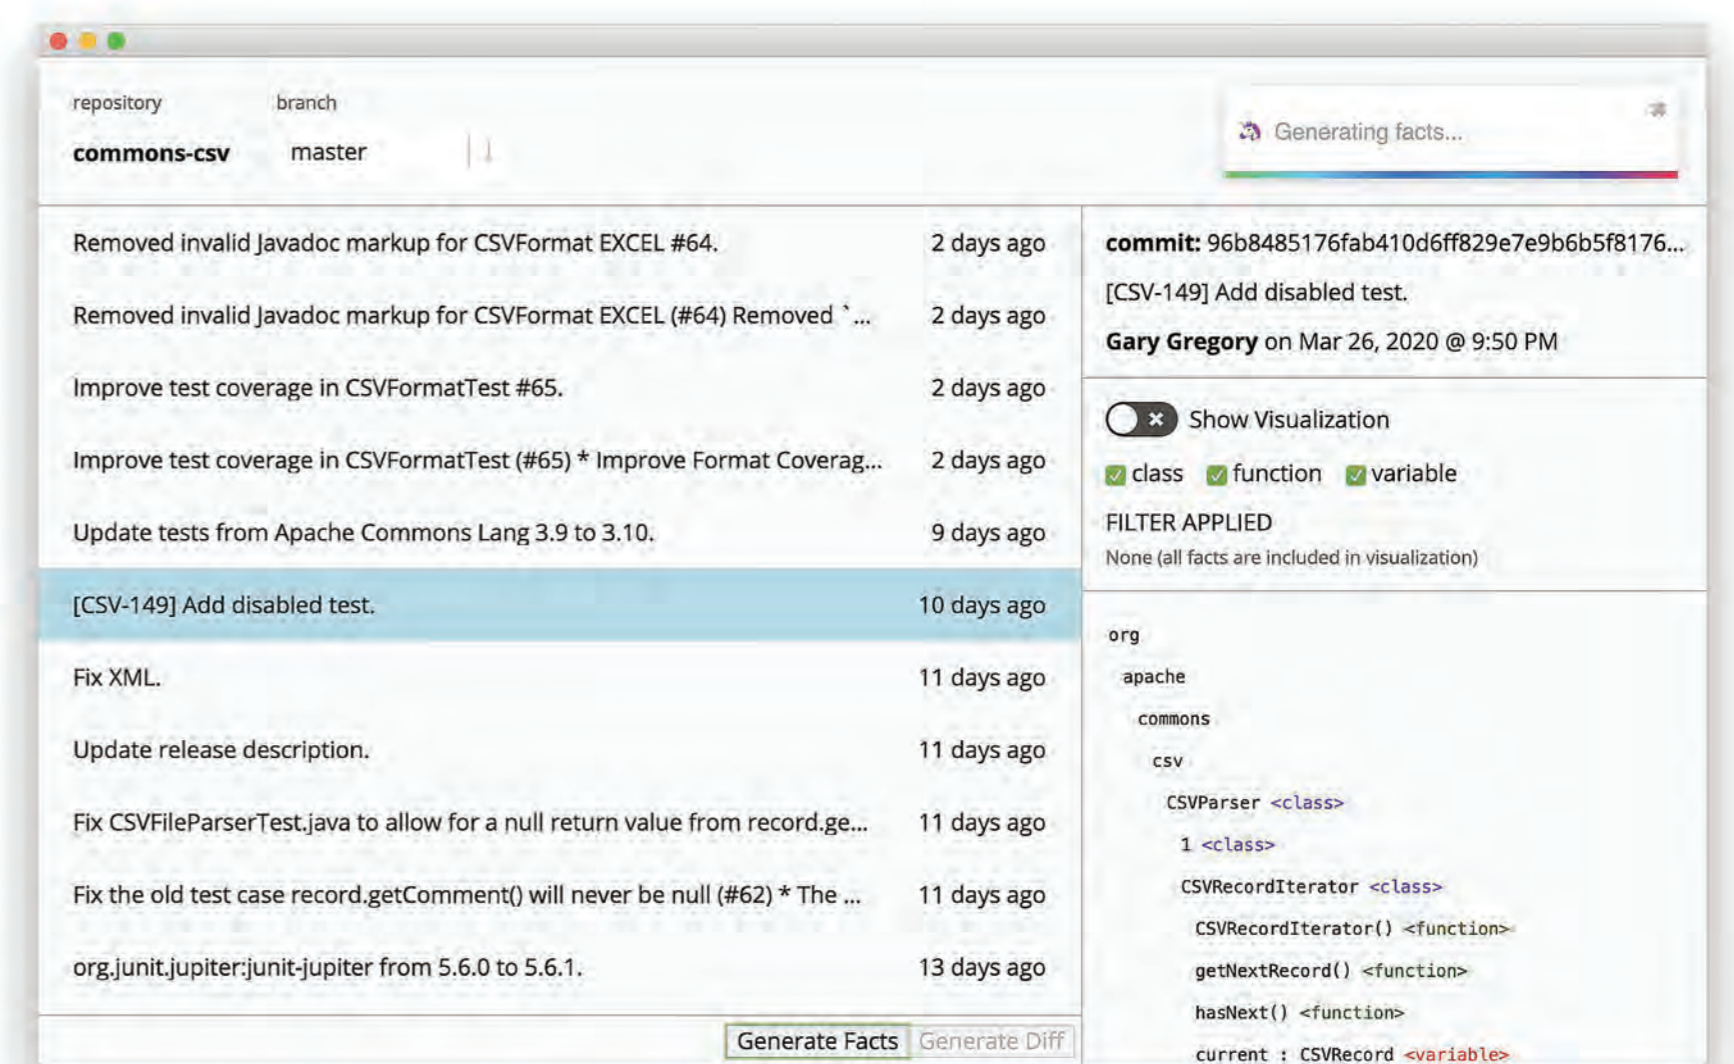 repository branch
commons-csv master
Generating facts...
Removed invalid Javadoc markup for CSVFormat EXCEL #64. 2 days ago
Removed invalid Javadoc markup for CSVFormat EXCEL (#64) Removed `... 2 days ago
Improve test coverage in CSVFormatTest #65. 2 days ago
Improve test coverage in CSVFormatTest (#65) * Improve Format Coverag... 2 days ago
Update tests from Apache Commons Lang 3.9 to 3.10. 9 days ago
[CSV-149] Add disabled test. 10 days ago
Fix XML. 11 days ago
Update release description. 11 days ago
Fix CSVFileParserTest.java to allow for a null return value from record.ge... 11 days ago
Fix the old test case record.getComment() will never be null (#62) * The ... 11 days ago
org.junit.jupiter:junit-jupiter from 5.6.0 to 5.6.1. 13 days ago
Generate Facts Generate Diff
commit: 96b8485176fab410d6ff829e7e9b6b5f8176...
[CSV-149] Add disabled test.
Gary Gregory on Mar 26, 2020 @ 9:50 PM
Show Visualization
class function variable
FILTER APPLIED
None (all facts are included in visualization)
org
apache
commons
csv
CSVParser <class>
1 <class>
CSVRecordIterator <class>
CSVRecordIterator() <function>
getNextRecord() <function>
hasNext() <function>
current : CSVRecord <variable>